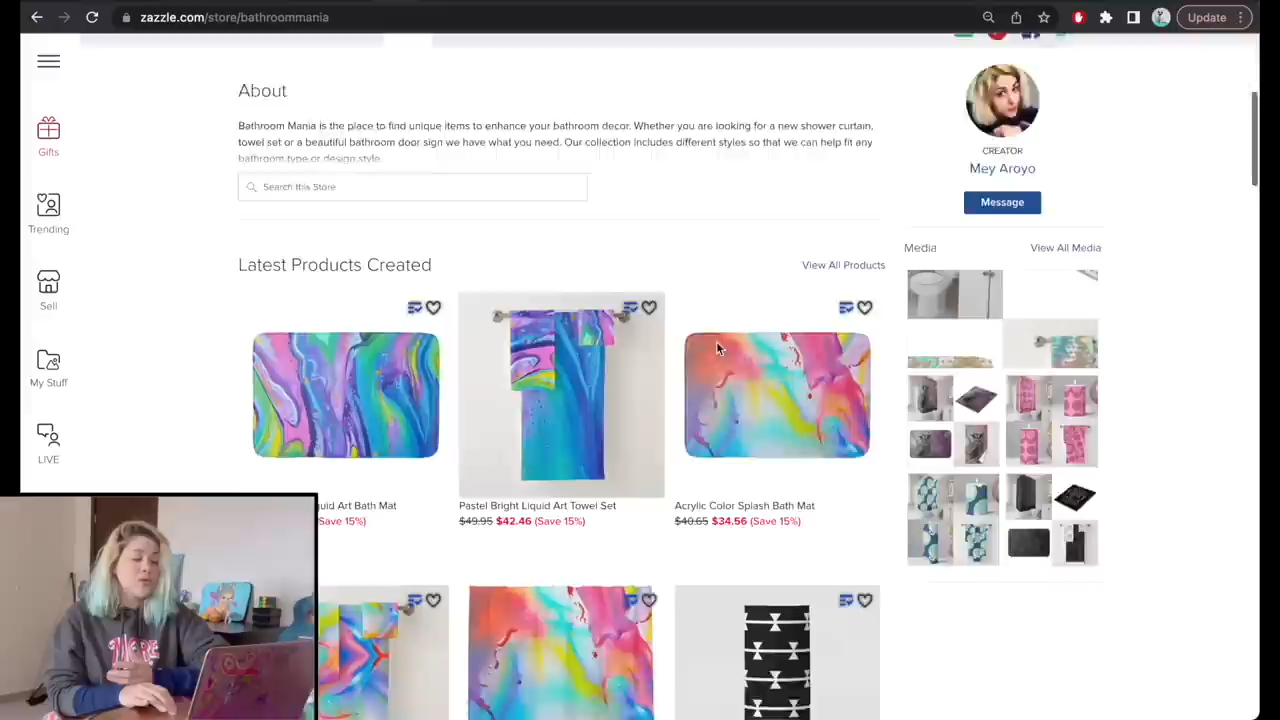 zazzle.com/store/bathroommania
Update
Gifts
Trending
Sell
My Stuff
LIVE
About
Bathroom Mania is the place to find unique items to enhance your bathroom decor. Whether you are looking for a new shower curtain,
towel set or a beautiful bathroom door sign we have what you need. Our collection includes different styles so that we can help fit any
bathroom type or design style.
Search this Store
CREATOR
Mey Aroyo
Message
Media
View All Media
Latest Products Created
View All Products
quid Art Bath Mat
(Save 15%)
Pastel Bright Liquid Art Towel Set
$49.95 $42.46 (Save 15%)
Acrylic Color Splash Bath Mat
$40.65 $34.56 (Save 15%)